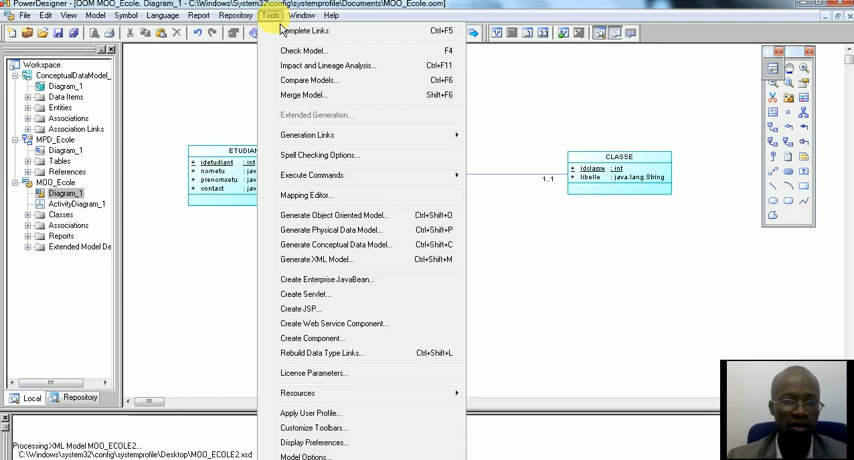 PowerDesigner - [OOM MOO_Ecole, Diagram_1 - C:\Windows\System32\config\systemprofile\Documents\MOO_Ecole.oom]
File Edit View Model Symbol Language Report Repository Tools Window Help
Workspace
ConceptualDataModel_
Diagram_1
Data Items
Entities
Associations
Association Links
MPD_Ecole
Diagram_1
Tables
References
MOO_Ecole
Diagram_1
ActivityDiagram_1
Classes
Associations
Reports
Extended Model De
Local Repository
ETUDIAN
+ idetudiant : int
+ nometu : jav
+ prenometu : jav
+ contact : jav
Complete Links Ctrl+F5
Check Model... F4
Impact and Lineage Analysis... Ctrl+F11
Compare Models... Ctrl+F6
Merge Model... Shift+F6
Extended Generation...
Generation Links
Spell Checking Options...
Execute Commands
Mapping Editor...
Generate Object Oriented Model... Ctrl+Shift+O
Generate Physical Data Model... Ctrl+Shift+P
Generate Conceptual Data Model... Ctrl+Shift+C
Generate XML Model... Ctrl+Shift+M
Create Enterprise JavaBean...
Create Servlet...
Create JSP...
Create Web Service Component...
Create Component...
Rebuild Data Type Links... Ctrl+Shift+L
License Parameters...
Resources
Apply User Profile...
Customize Toolbars...
Display Preferences...
Model Options...
1..1
CLASSE
+ idclasse : int
+ libelle : java.lang.String
Processing XML Model MOO_ECOLE2...
C:\Windows\system32\config\systemprofile\Desktop\MOO_ECOLE2.xsd